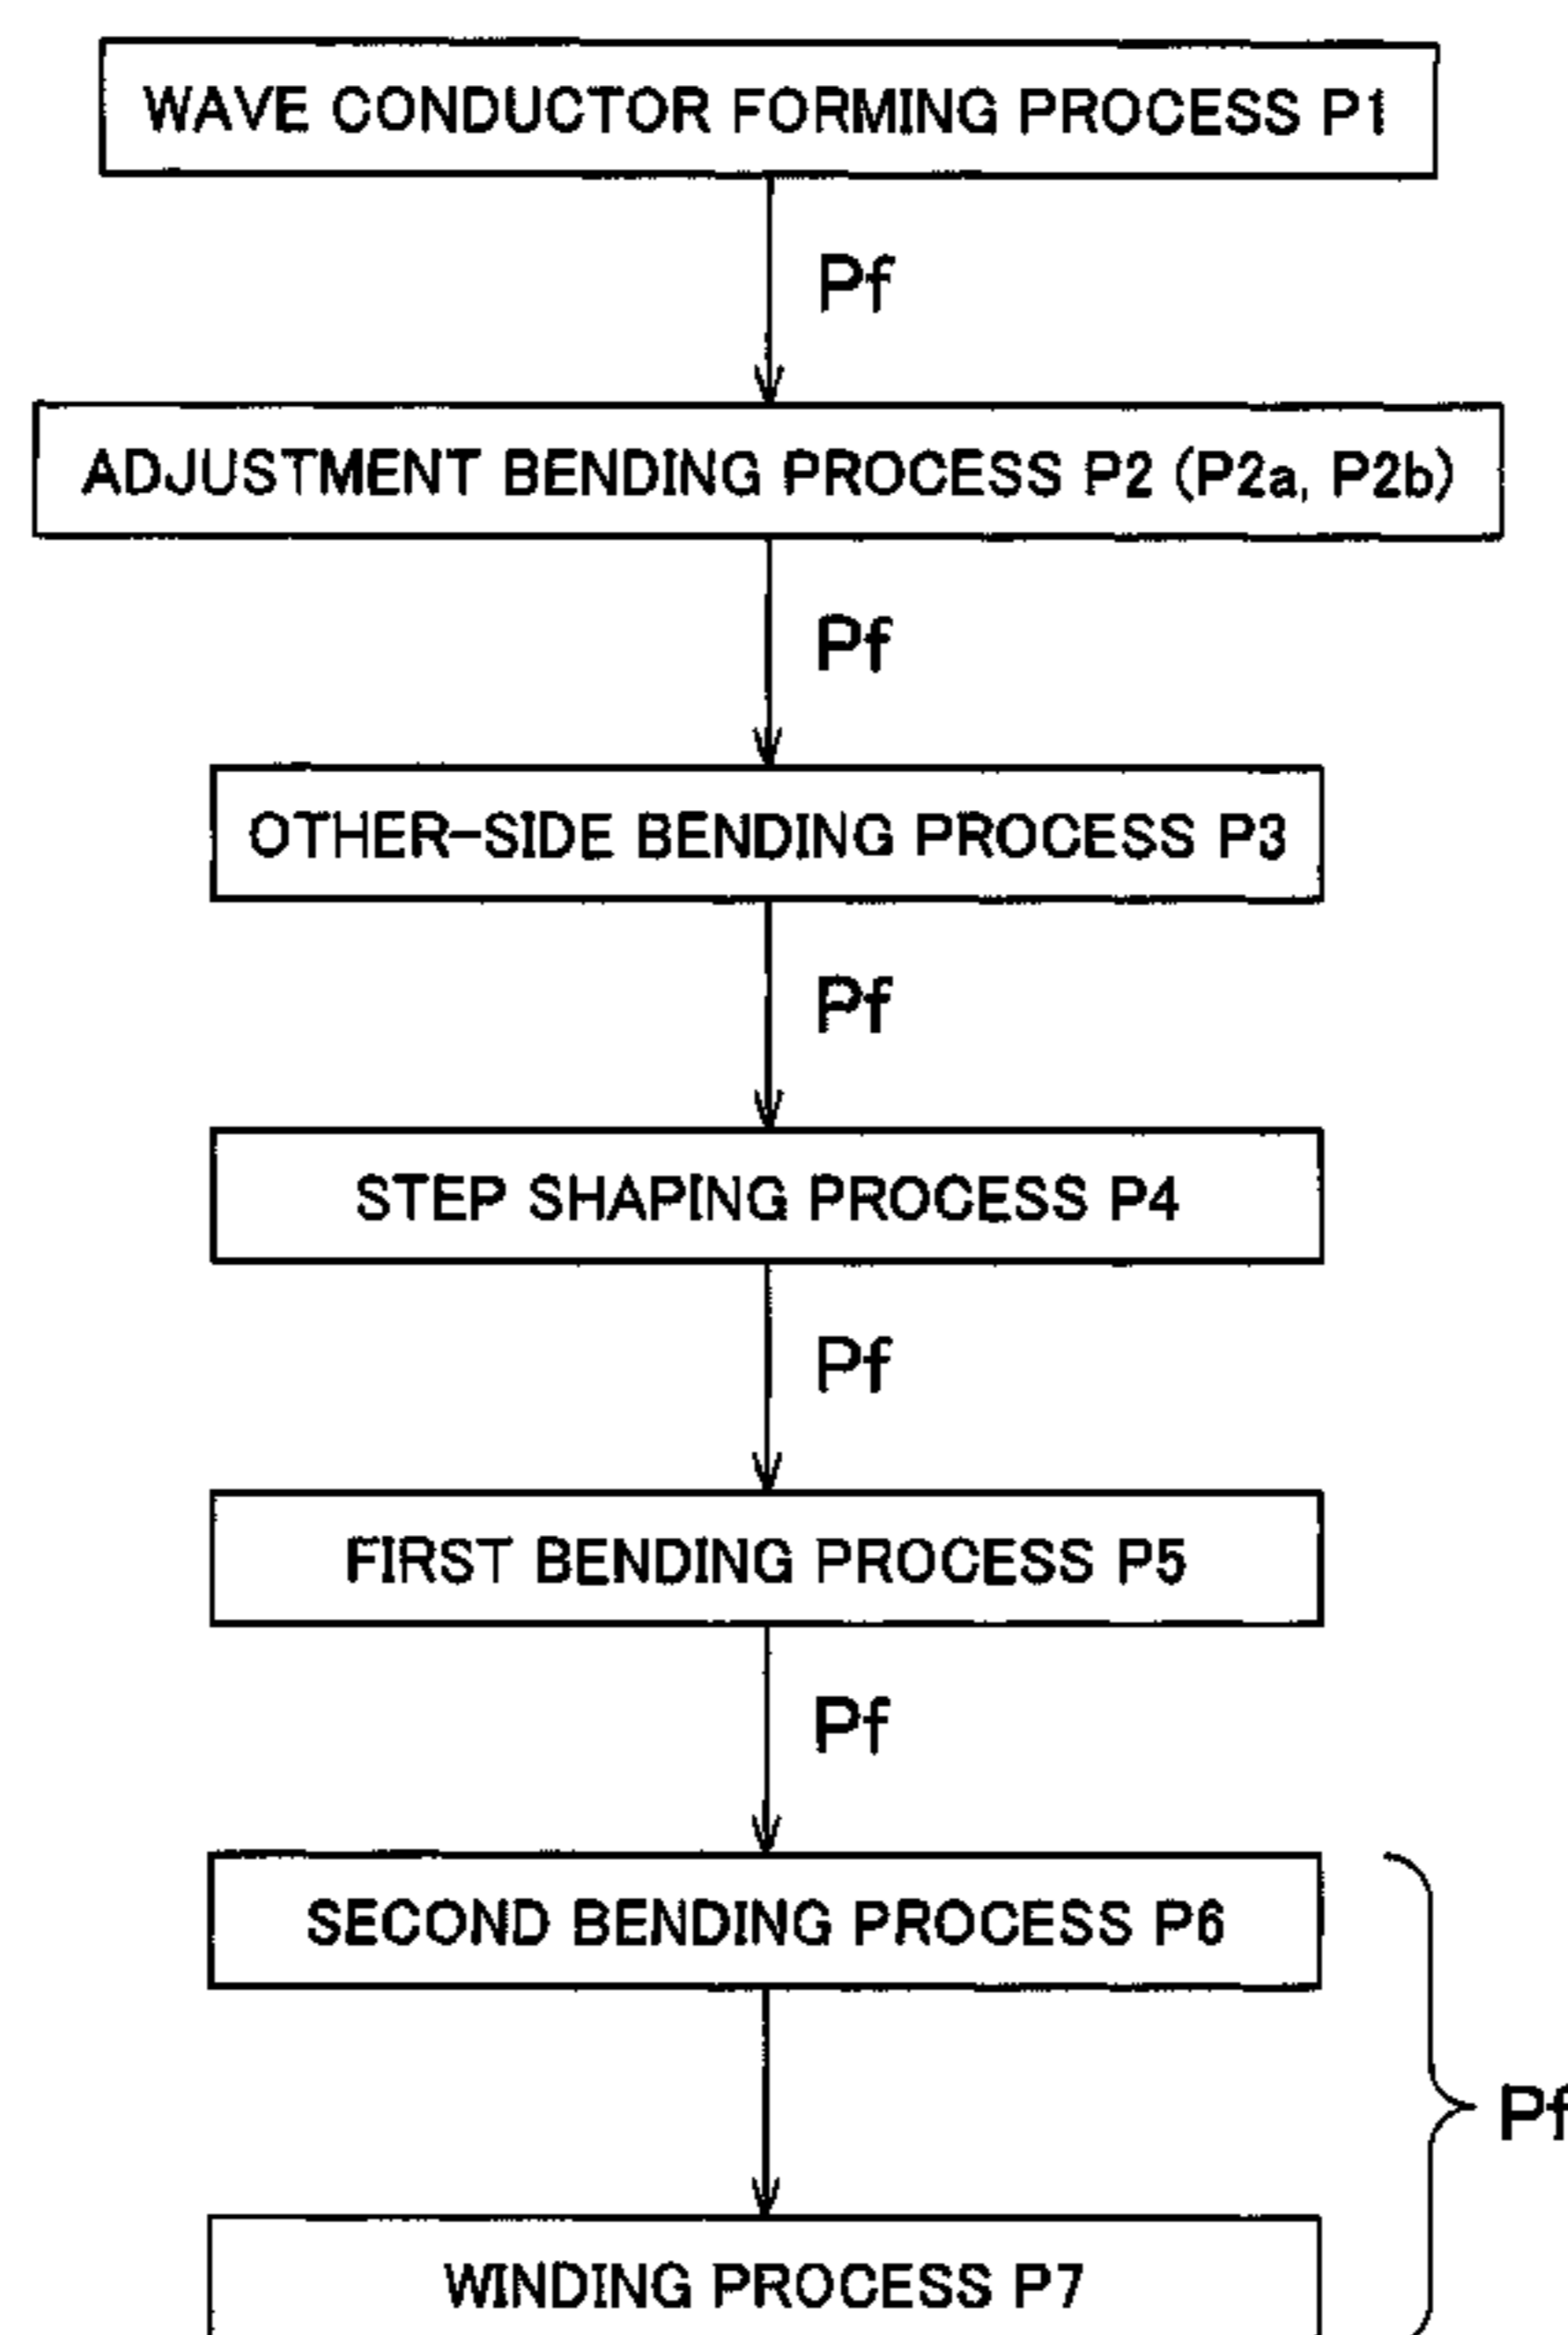 WAVE CONDUCTOR FORMING PROCESS P1
Pf
ADJUSTMENT BENDING PROCESS P2 (P2a, P2b)
Pf
OTHER-SIDE BENDING PROCESS P3
Pf
STEP SHAPING PROCESS P4
Pf
FIRST BENDING PROCESS P5
Pf
SECOND BENDING PROCESS P6
Pf
WINDING PROCESS P7